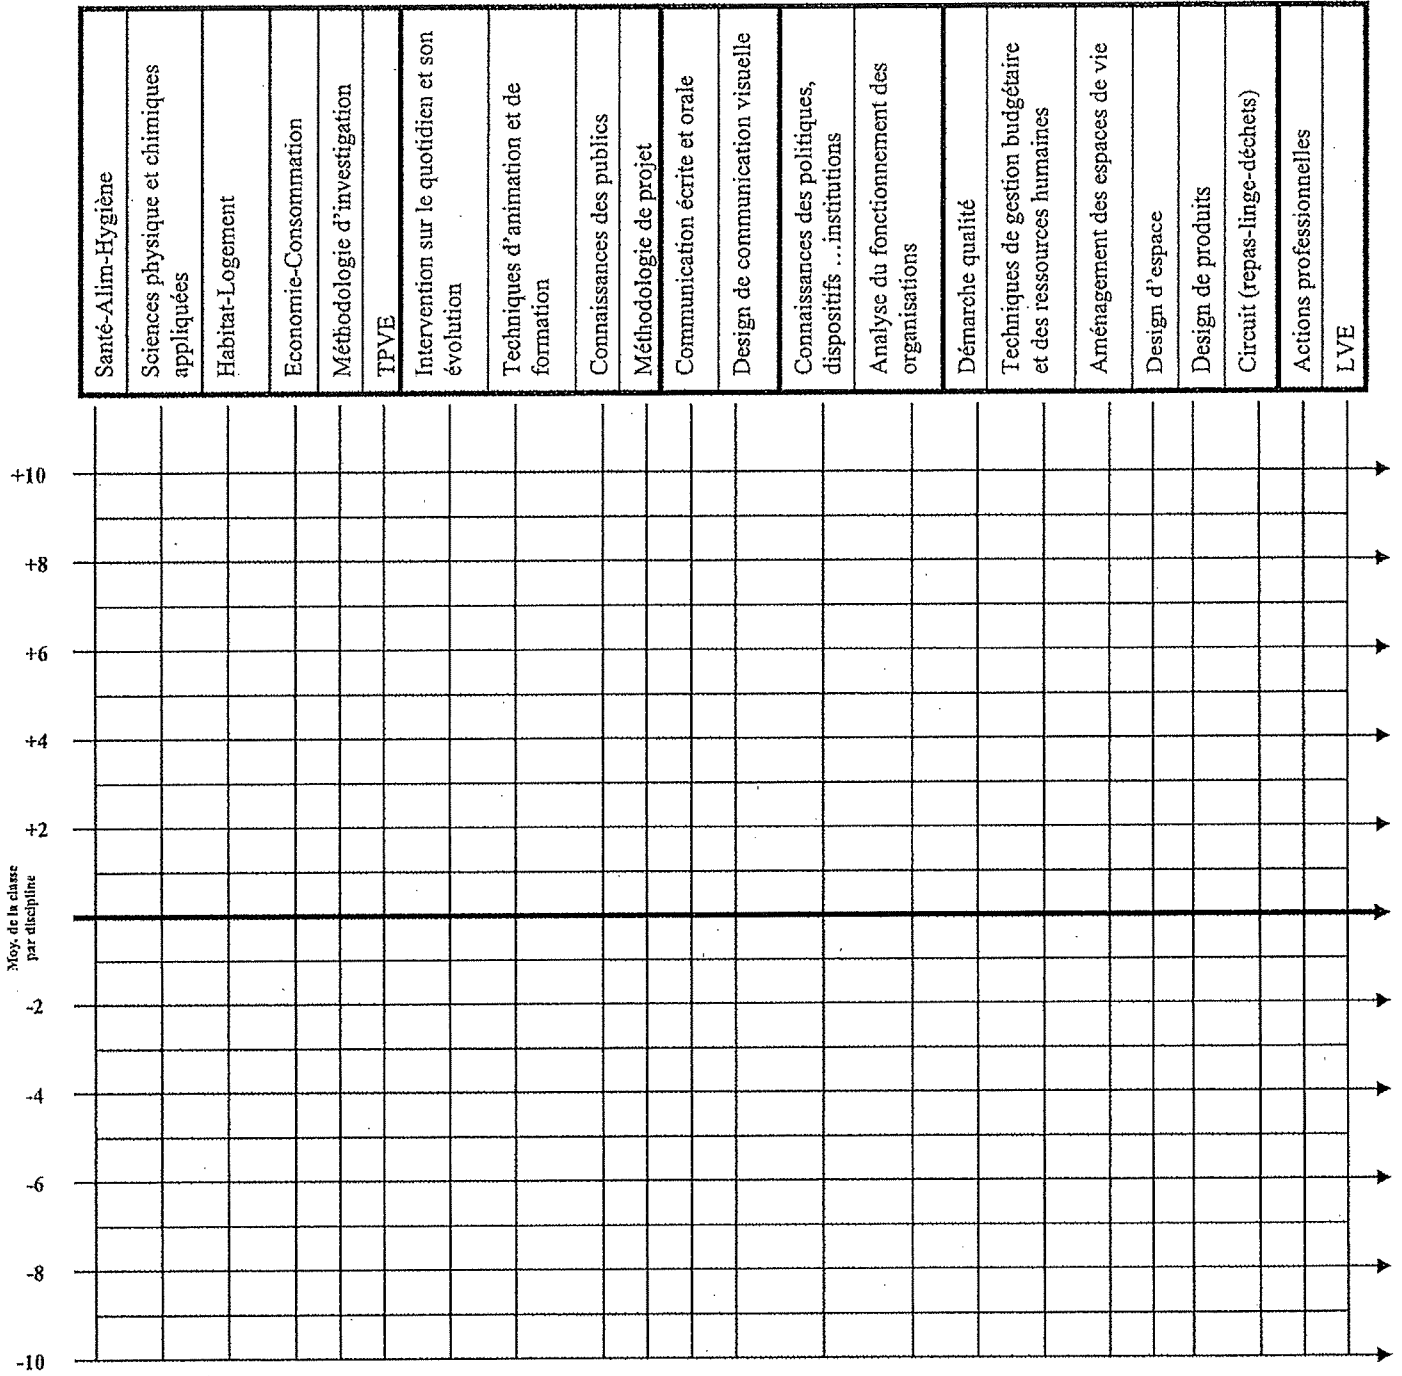 Santé-Alim-Hygiène
Sciences physique et chimiques
appliquées
Habitat-Logement
Economie-Consommation
Méthodologie d'investigation
TPVE
Intervention sur le quotidien et son
évolution
Techniques d'animation et de
formation
Connaissances des publics
Méthodologie de projet
Communication écrite et orale
Design de communication visuelle
Connaissances des politiques,
dispositifs …institutions
Analyse du fonctionnement des
organisations
Démarche qualité
Techniques de gestion budgétaire
et des ressources humaines
Aménagement des espaces de vie
Design d'espace
Design de produits
Circuit (repas-linge-déchets)
Actions professionnelles
LVE
+10
+8
+6
+4
+2
Moy. de la classe
par discipline
-2
-4
-6
-8
-10